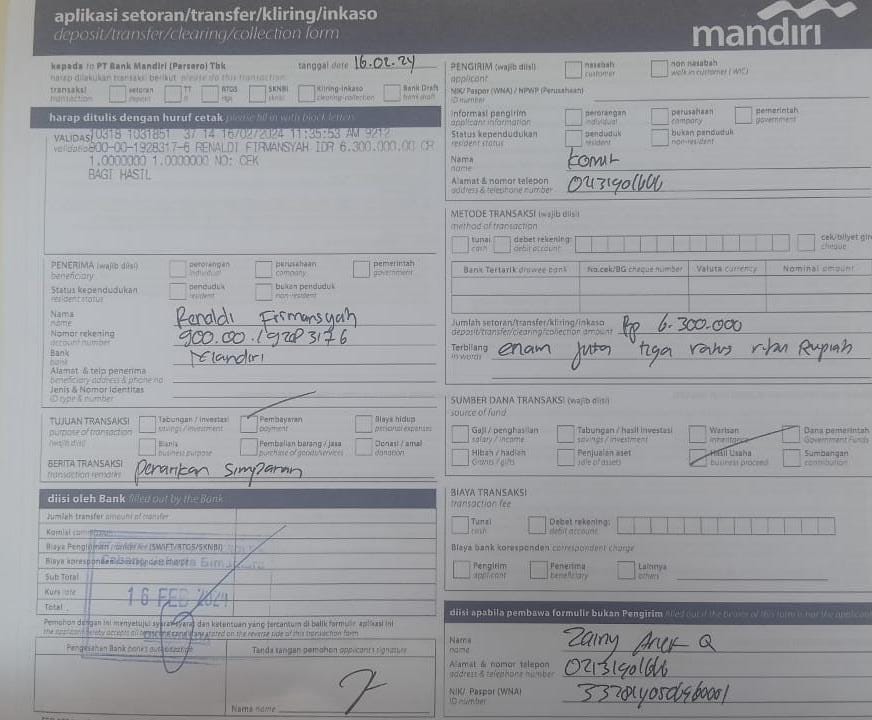 aplikasi setoran/transfer/kliring/inkaso
deposit/transfer/clearing/collection form
mandiri
kepada to PT Bank Mandiri (Persero) Tbk
tanggal date 16.02.24
harap dilakukan transaksi berikut please do this transaction:
transaksi transaction
setoran deposit
TT
RTGS rtgs
SKNBI sknbi
Kliring-inkaso clearing-collection
Bank Draft bank draft
harap ditulis dengan huruf cetak please fill in with block letters
VALIDASI validation
0318 1031851 37 14 16/02/2024 11:35:53 AM 9212
900-00-1928317-6 RENALDI FIRMANSYAH IDR 6.300.000,00 CR
1.0000000 1.0000000 NO: CEK
BAGI HASIL
PENERIMA (wajib diisi)
beneficiary
perorangan individual
perusahaan company
pemerintah government
Status kependudukan
resident status
penduduk resident
bukan penduduk non-resident
Nama Renaldi Firmansyah
name
Nomor rekening 900.00.
account number
Bank Mandiri
bank
Alamat & telp penerima
beneficiary address & phone no
Jenis & Nomor Identitas
ID type & number
TUJUAN TRANSAKSI
purpose of transaction
(wajib diisi)
Tabungan / investasi savings / investment
Pembayaran payment
Biaya hidup personal expenses
Bisnis business purpose
Pembelian barang / jasa purchase of goods/services
Donasi / amal donation
BERITA TRANSAKSI Penarikan Simpanan
transaction remarks
diisi oleh Bank filled out by the Bank
Jumlah transfer amount of transfer
Komisi
Biaya Pengiriman (SWIFT/RTGS/SKNBI)
Biaya koresponden
Sub Total
Kurs rate
Total
16 FEB 2024
Pemohon dengan ini menyetujui syarat-syarat dan ketentuan yang tercantum di balik formulir aplikasi ini
the applicant hereby accepts all terms and conditions stated on the reverse side of this transaction form
Pengesahan Bank bank's authorization
Tanda tangan pemohon applicant's signature
Nama name
PENGIRIM (wajib diisi)
applicant
nasabah customer
non nasabah walk in customer (WIC)
NIK/ Paspor (WNA) / NPWP (Perusahaan)
ID number
Informasi pengirim
applicant information
perorangan individual
perusahaan company
pemerintah government
Status kependudukan
resident status
penduduk resident
bukan penduduk non-resident
Nama
name
Alamat & nomor telepon
address & telephone number
METODE TRANSAKSI (wajib diisi)
method of transaction
tunai cash
debet rekening: debit account
cek/bilyet giro cheque
Bank Tertarik drawee bank
No.cek/BG cheque number
Valuta currency
Nominal amount
Jumlah setoran/transfer/kliring/inkaso Rp 6.300.000
deposit/transfer/clearing/collection amount
Terbilang enam juta tiga ratus ribu Rupiah
in words
SUMBER DANA TRANSAKSI (wajib diisi)
source of fund
Gaji / penghasilan salary / income
Tabungan / hasil investasi savings / investment
Warisan inheritance
Dana pemerintah Government Funds
Hibah / hadiah Grants / gifts
Penjualan aset sale of assets
Hasil Usaha business proceed
Sumbangan contribution
BIAYA TRANSAKSI
transaction fee
Tunai cash
Debet rekening: debit account
Biaya bank koresponden correspondent charge
Pengirim applicant
Penerima beneficiary
Lainnya others
diisi apabila pembawa formulir bukan Pengirim filled out if the bearer of this form is not the applicant
Nama
name
Alamat & nomor telepon
address & telephone number
NIK/ Paspor (WNA)
ID number